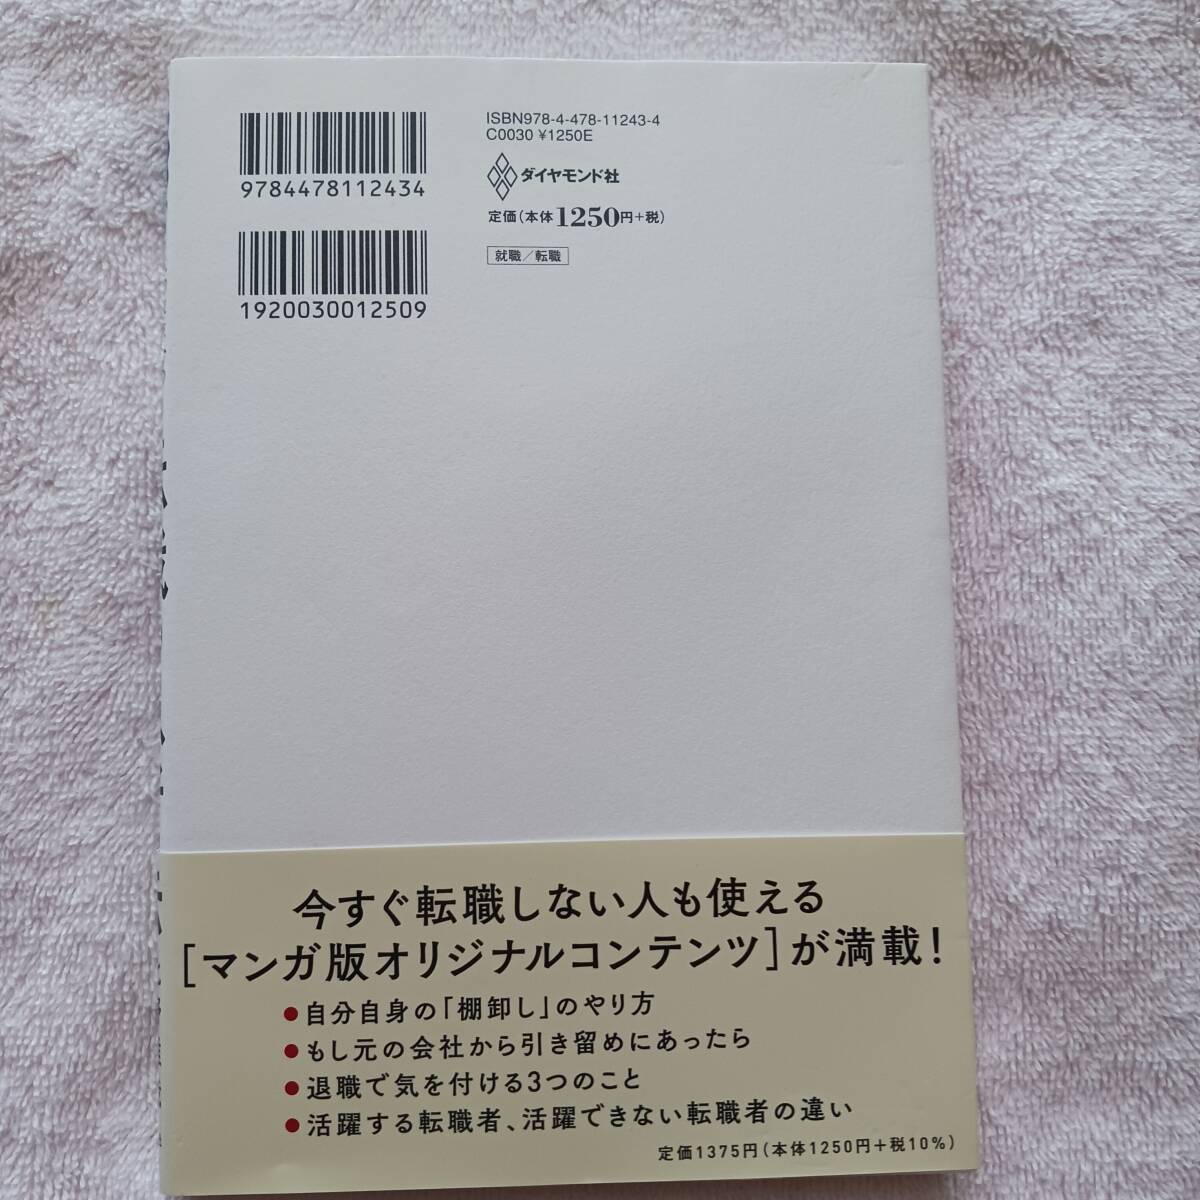 ISBN978-4-478-11243-4
C0030 ¥1250E
9784478112434
ダイヤモンド社
定価(本体1250円+税)
就職/転職
1920030012509
今すぐ転職しない人も使える
[マンガ版オリジナルコンテンツ]が満載!
●自分自身の「棚卸し」のやり方
●もし元の会社から引き留めにあったら
●退職で気を付ける3つのこと
●活躍する転職者、活躍できない転職者の違い
定価1375円(本体1250円+税10%)